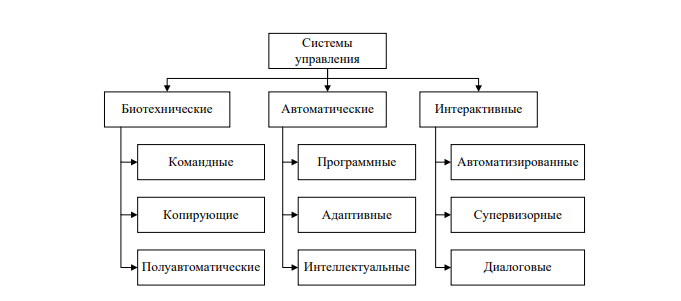 Системы
управления
Биотехнические
Автоматические
Интерактивные
Командные
Программные
Автоматизированные
Копирующие
Адаптивные
Супервизорные
Полуавтоматические
Интеллектуальные
Диалоговые